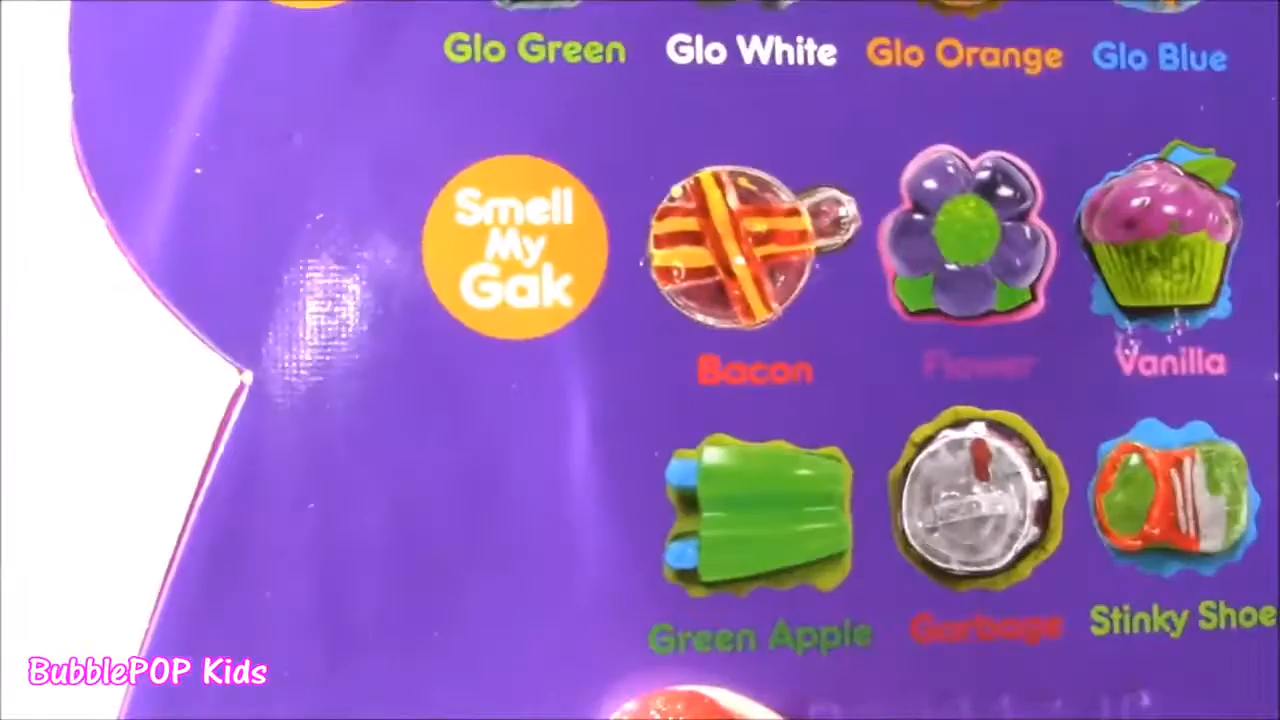 Glo Green Glo White Glo Orange Glo Blue
Smell
My
Gak
Bacon Flower Vanilla
Green Apple Garbage Stinky Shoe
BubblePOP Kids